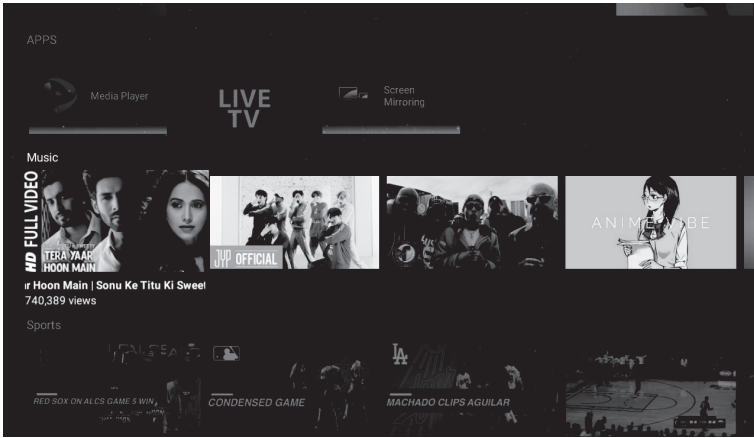 APPS
Media Player
LIVE
TV
Screen
Mirroring
Music
HD FULL VIDEO
TERA YAAR
HOON MAIN
JYP OFFICIAL
ANIME VIBE
r Hoon Main | Sonu Ke Titu Ki Sweet
740,389 views
Sports
LA
RED SOX ON ALCS GAME 5 WIN
CONDENSED GAME
MACHADO CLIPS AGUILAR